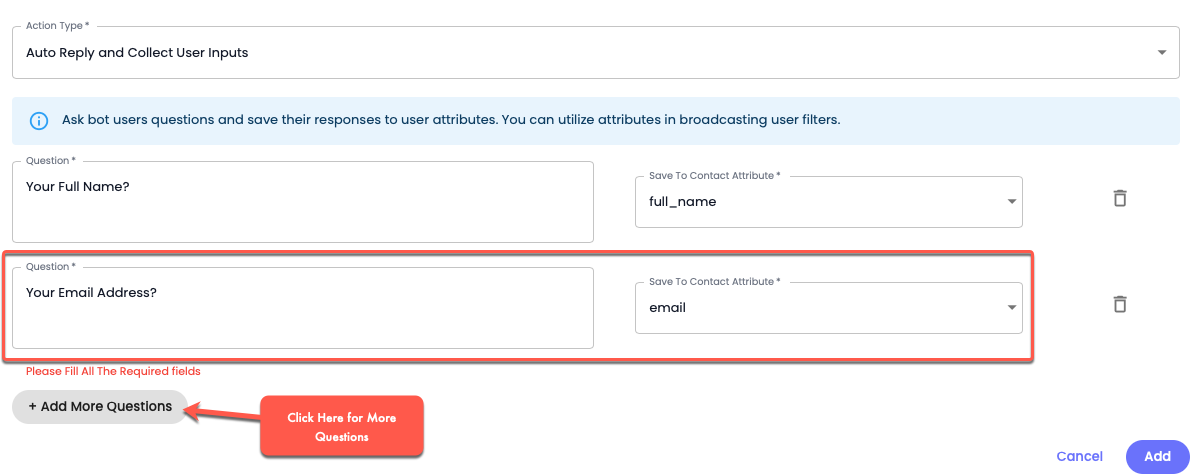 Action Type *
Auto Reply and Collect User Inputs
Ask bot users questions and save their responses to user attributes. You can utilize attributes in broadcasting user filters.
Question *
Your Full Name?
Save To Contact Attribute *
full_name
Question *
Your Email Address?
Save To Contact Attribute *
email
Please Fill All The Required fields
+ Add More Questions
Click Here for More
Questions
Cancel
Add